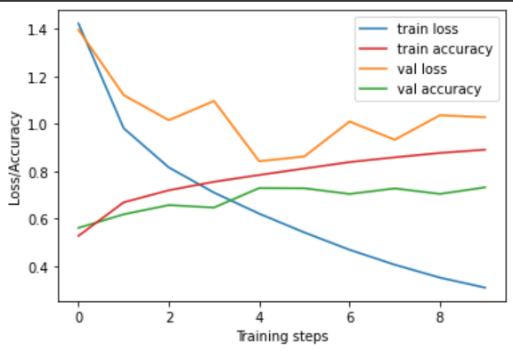 1.4
1.2
1.0
0.8
0.6
0.4
Loss/Accuracy
train loss
train accuracy
val loss
val accuracy
0
2
4
6
8
Training steps